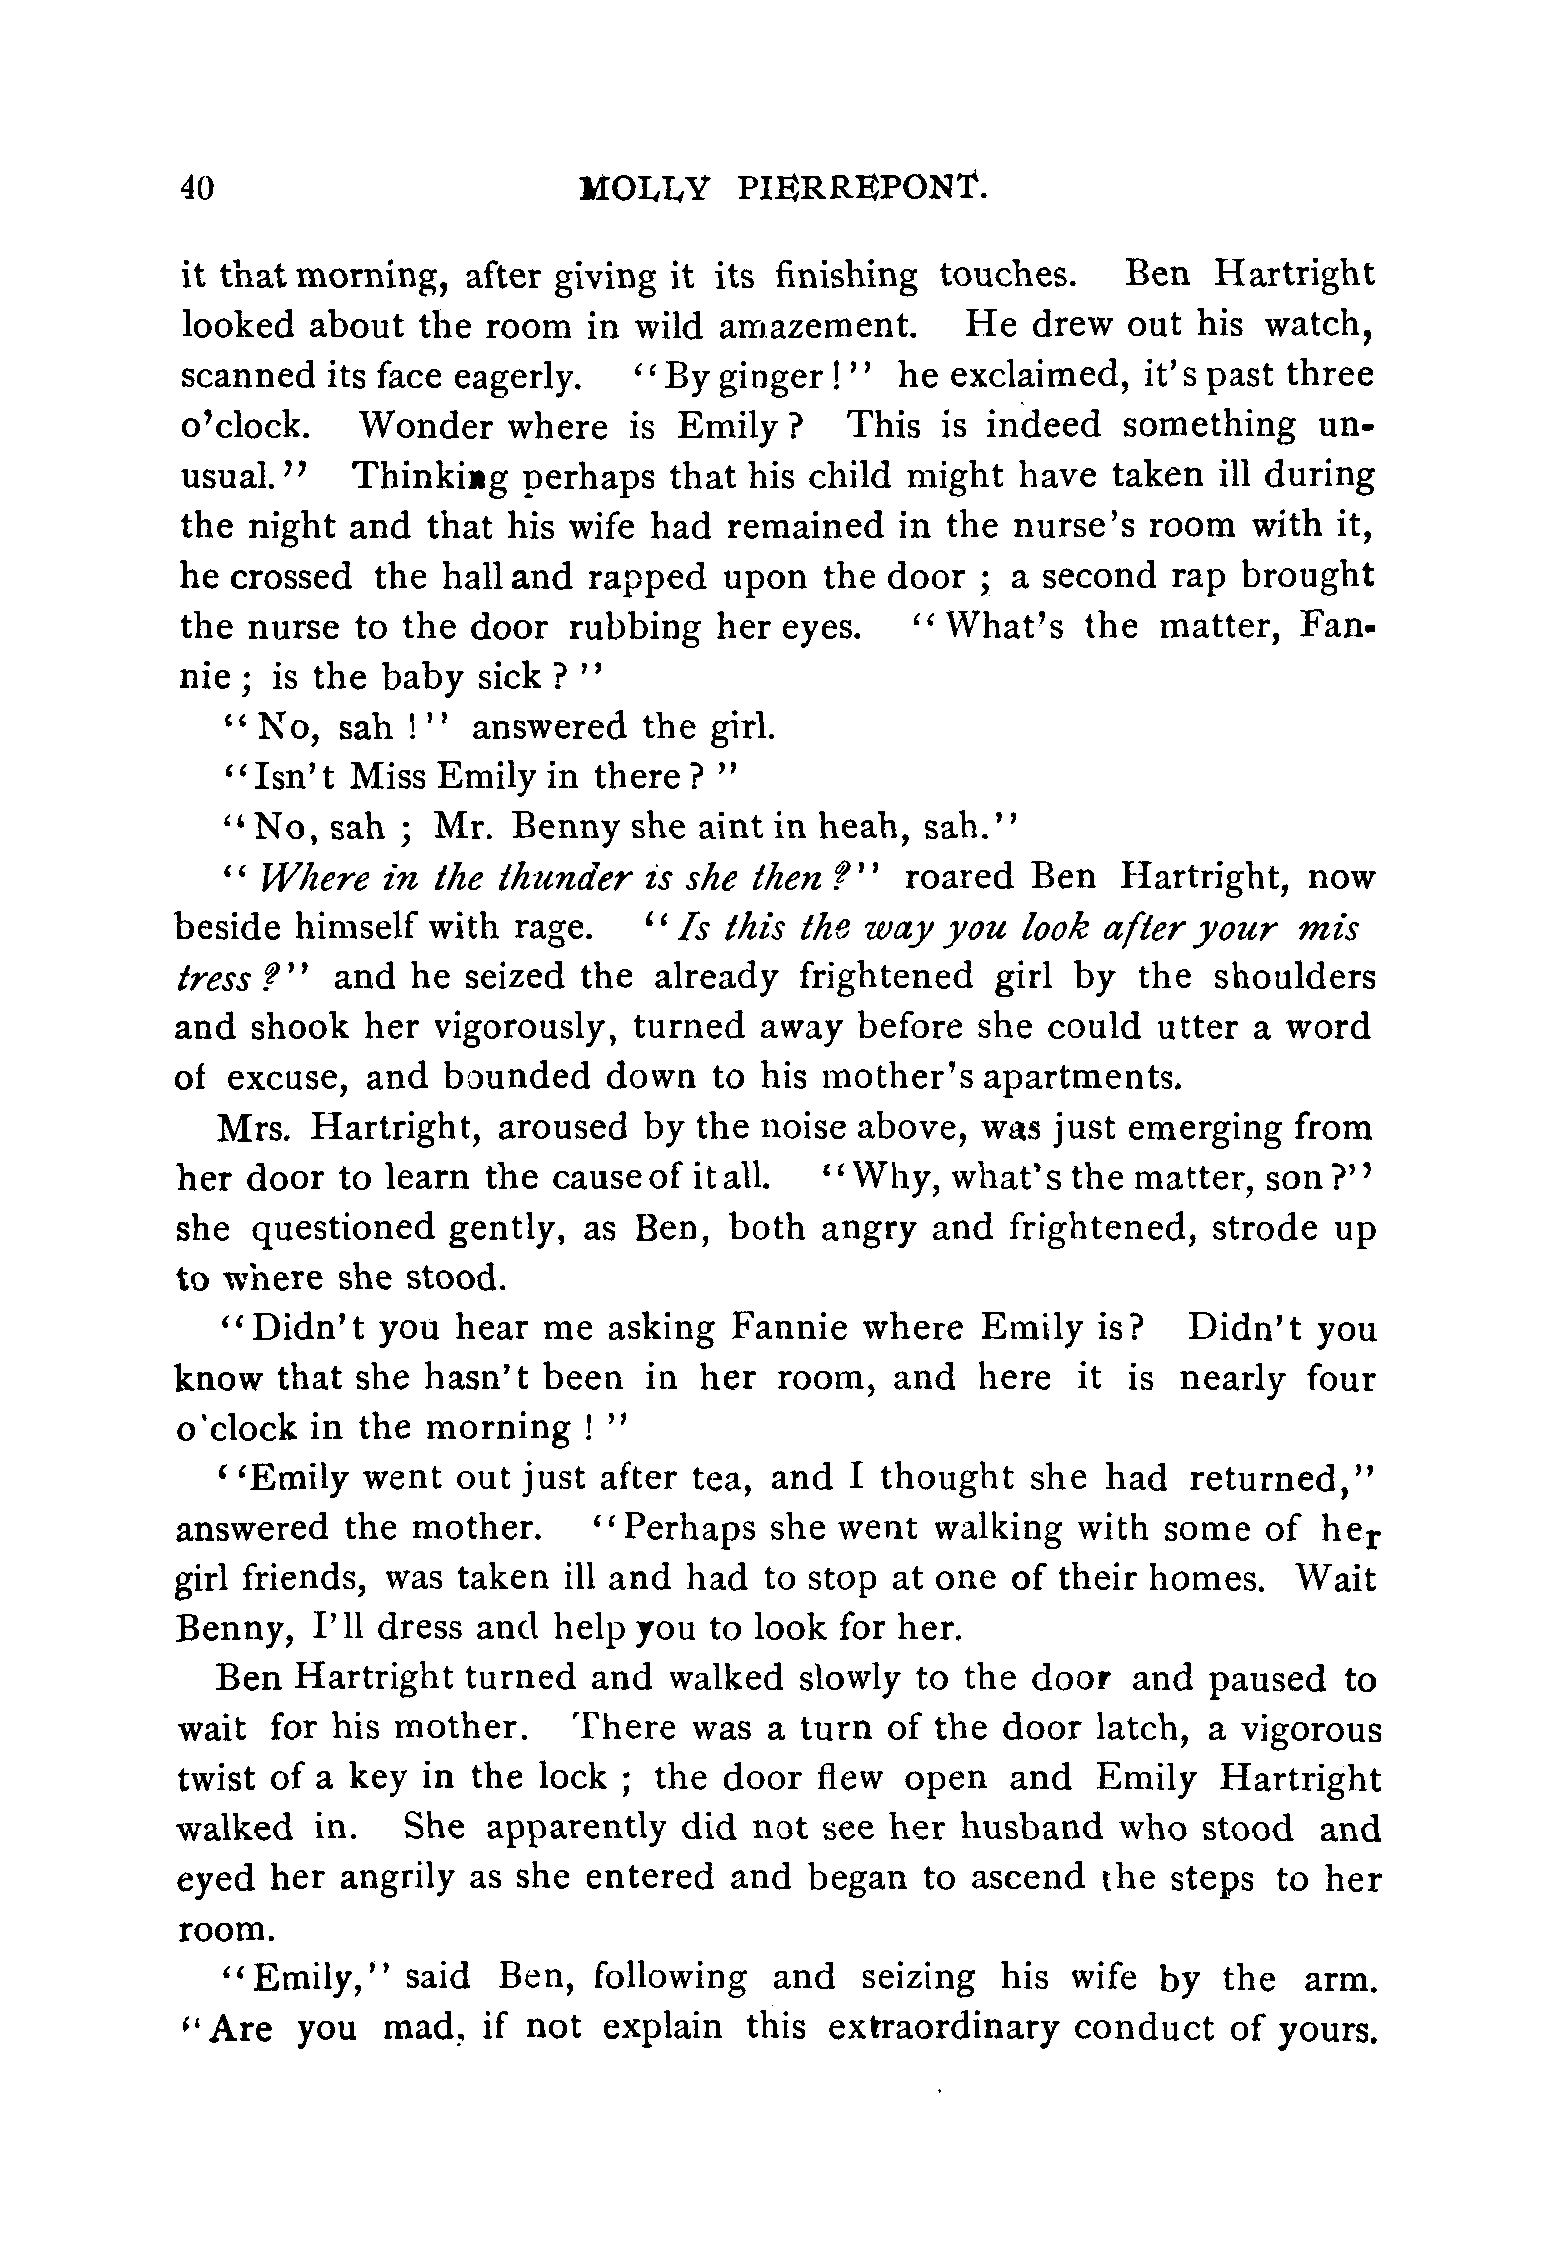 40 MOLLY PIERREPONT.
it that morning, after giving it its finishing touches. Ben Hartright
looked about the room in wild amazement. He drew out his watch,
scanned its face eagerly. "By ginger!" he exclaimed, it's past three
o'clock. Wonder where is Emily? This is indeed something un-
usual." Thinking perhaps that his child might have taken ill during
the night and that his wife had remained in the nurse's room with it,
he crossed the hall and rapped upon the door ; a second rap brought
the nurse to the door rubbing her eyes. "What's the matter, Fan-
nie ; is the baby sick?"
"No, sah!" answered the girl.
"Isn't Miss Emily in there?"
"No, sah ; Mr. Benny she aint in heah, sah."
"Where in the thunder is she then?" roared Ben Hartright, now
beside himself with rage. "Is this the way you look after your mis
tress?" and he seized the already frightened girl by the shoulders
and shook her vigorously, turned away before she could utter a word
of excuse, and bounded down to his mother's apartments.
Mrs. Hartright, aroused by the noise above, was just emerging from
her door to learn the cause of it all. "Why, what's the matter, son?"
she questioned gently, as Ben, both angry and frightened, strode up
to where she stood.
"Didn't you hear me asking Fannie where Emily is? Didn't you
know that she hasn't been in her room, and here it is nearly four
o'clock in the morning!"
"Emily went out just after tea, and I thought she had returned,"
answered the mother. "Perhaps she went walking with some of her
girl friends, was taken ill and had to stop at one of their homes. Wait
Benny, I'll dress and help you to look for her.
Ben Hartright turned and walked slowly to the door and paused to
wait for his mother. There was a turn of the door latch, a vigorous
twist of a key in the lock ; the door flew open and Emily Hartright
walked in. She apparently did not see her husband who stood and
eyed her angrily as she entered and began to ascend the steps to her
room.
"Emily," said Ben, following and seizing his wife by the arm.
"Are you mad, if not explain this extraordinary conduct of yours.